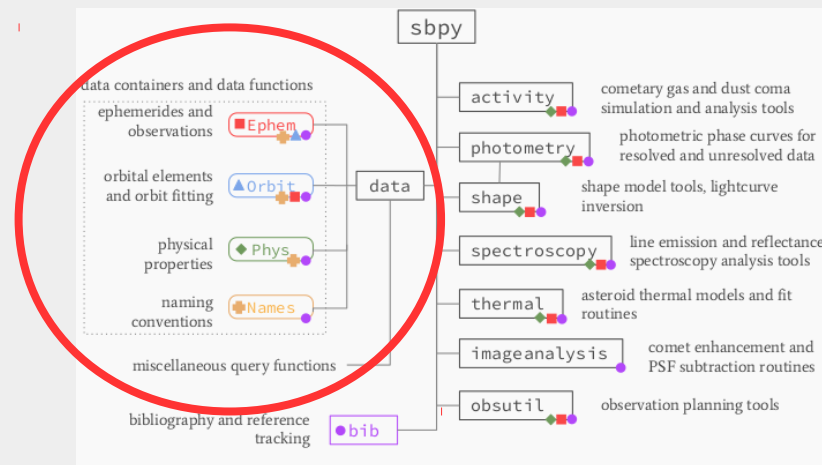 sbpy
data containers and data functions
ephemerides and
observations
Ephem
orbital elements
and orbit fitting
Orbit
data
physical
properties
Phys
naming
conventions
Names
miscellaneous query functions
bibliography and reference
tracking
bib
activity
cometary gas and dust coma
simulation and analysis tools
photometry
photometric phase curves for
resolved and unresolved data
shape
shape model tools, lightcurve
inversion
spectroscopy
line emission and reflectance
spectroscopy analysis tools
thermal
asteroid thermal models and fit
routines
imageanalysis
comet enhancement and
PSF subtraction routines
obsutil
observation planning tools